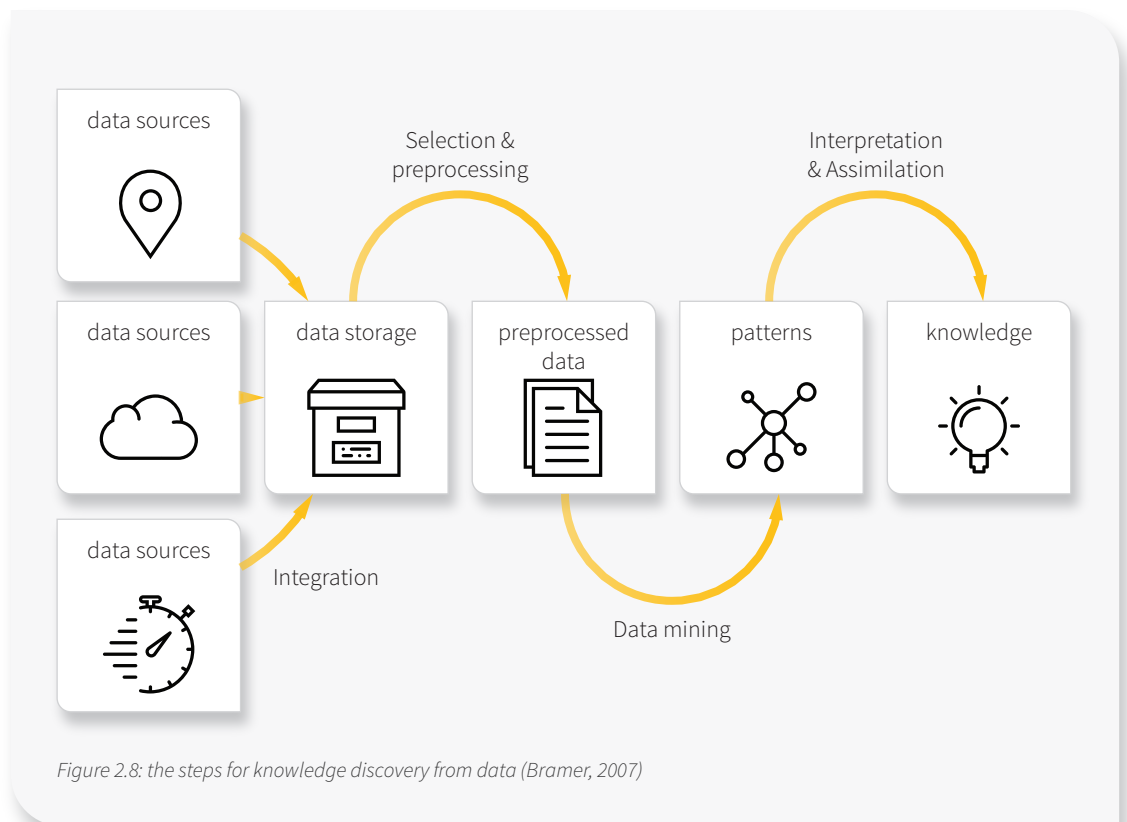 data sources
Selection &
preprocessing
Interpretation
& Assimilation
data sources
data storage
preprocessed
data
patterns
knowledge
data sources
Integration
Data mining
Figure 2.8: the steps for knowledge discovery from data (Bramer, 2007)